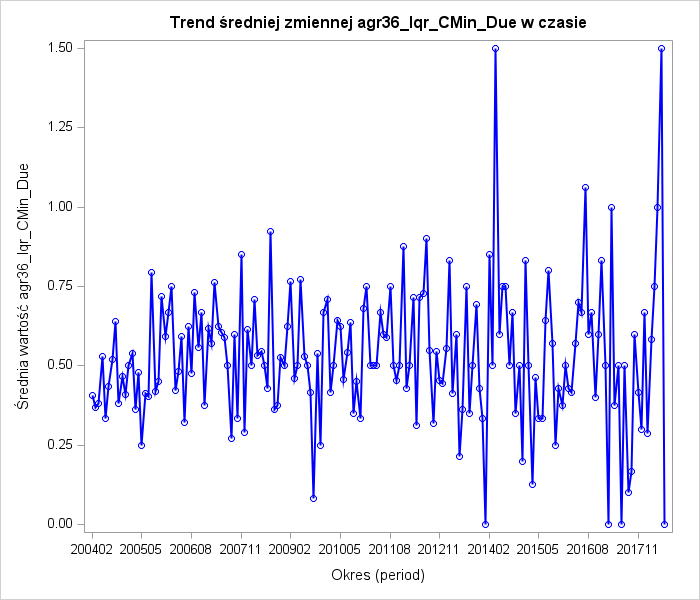 Trend średniej zmiennej agr36_Iqr_CMin_Due w czasie
Średnia wartość agr36_Iqr_CMin_Due
1.50
1.25
1.00
0.75
0.50
0.25
0.00
200402 200505 200608 200711 200902 201005 201108 201211 201402 201505 201608 201711
Okres (period)